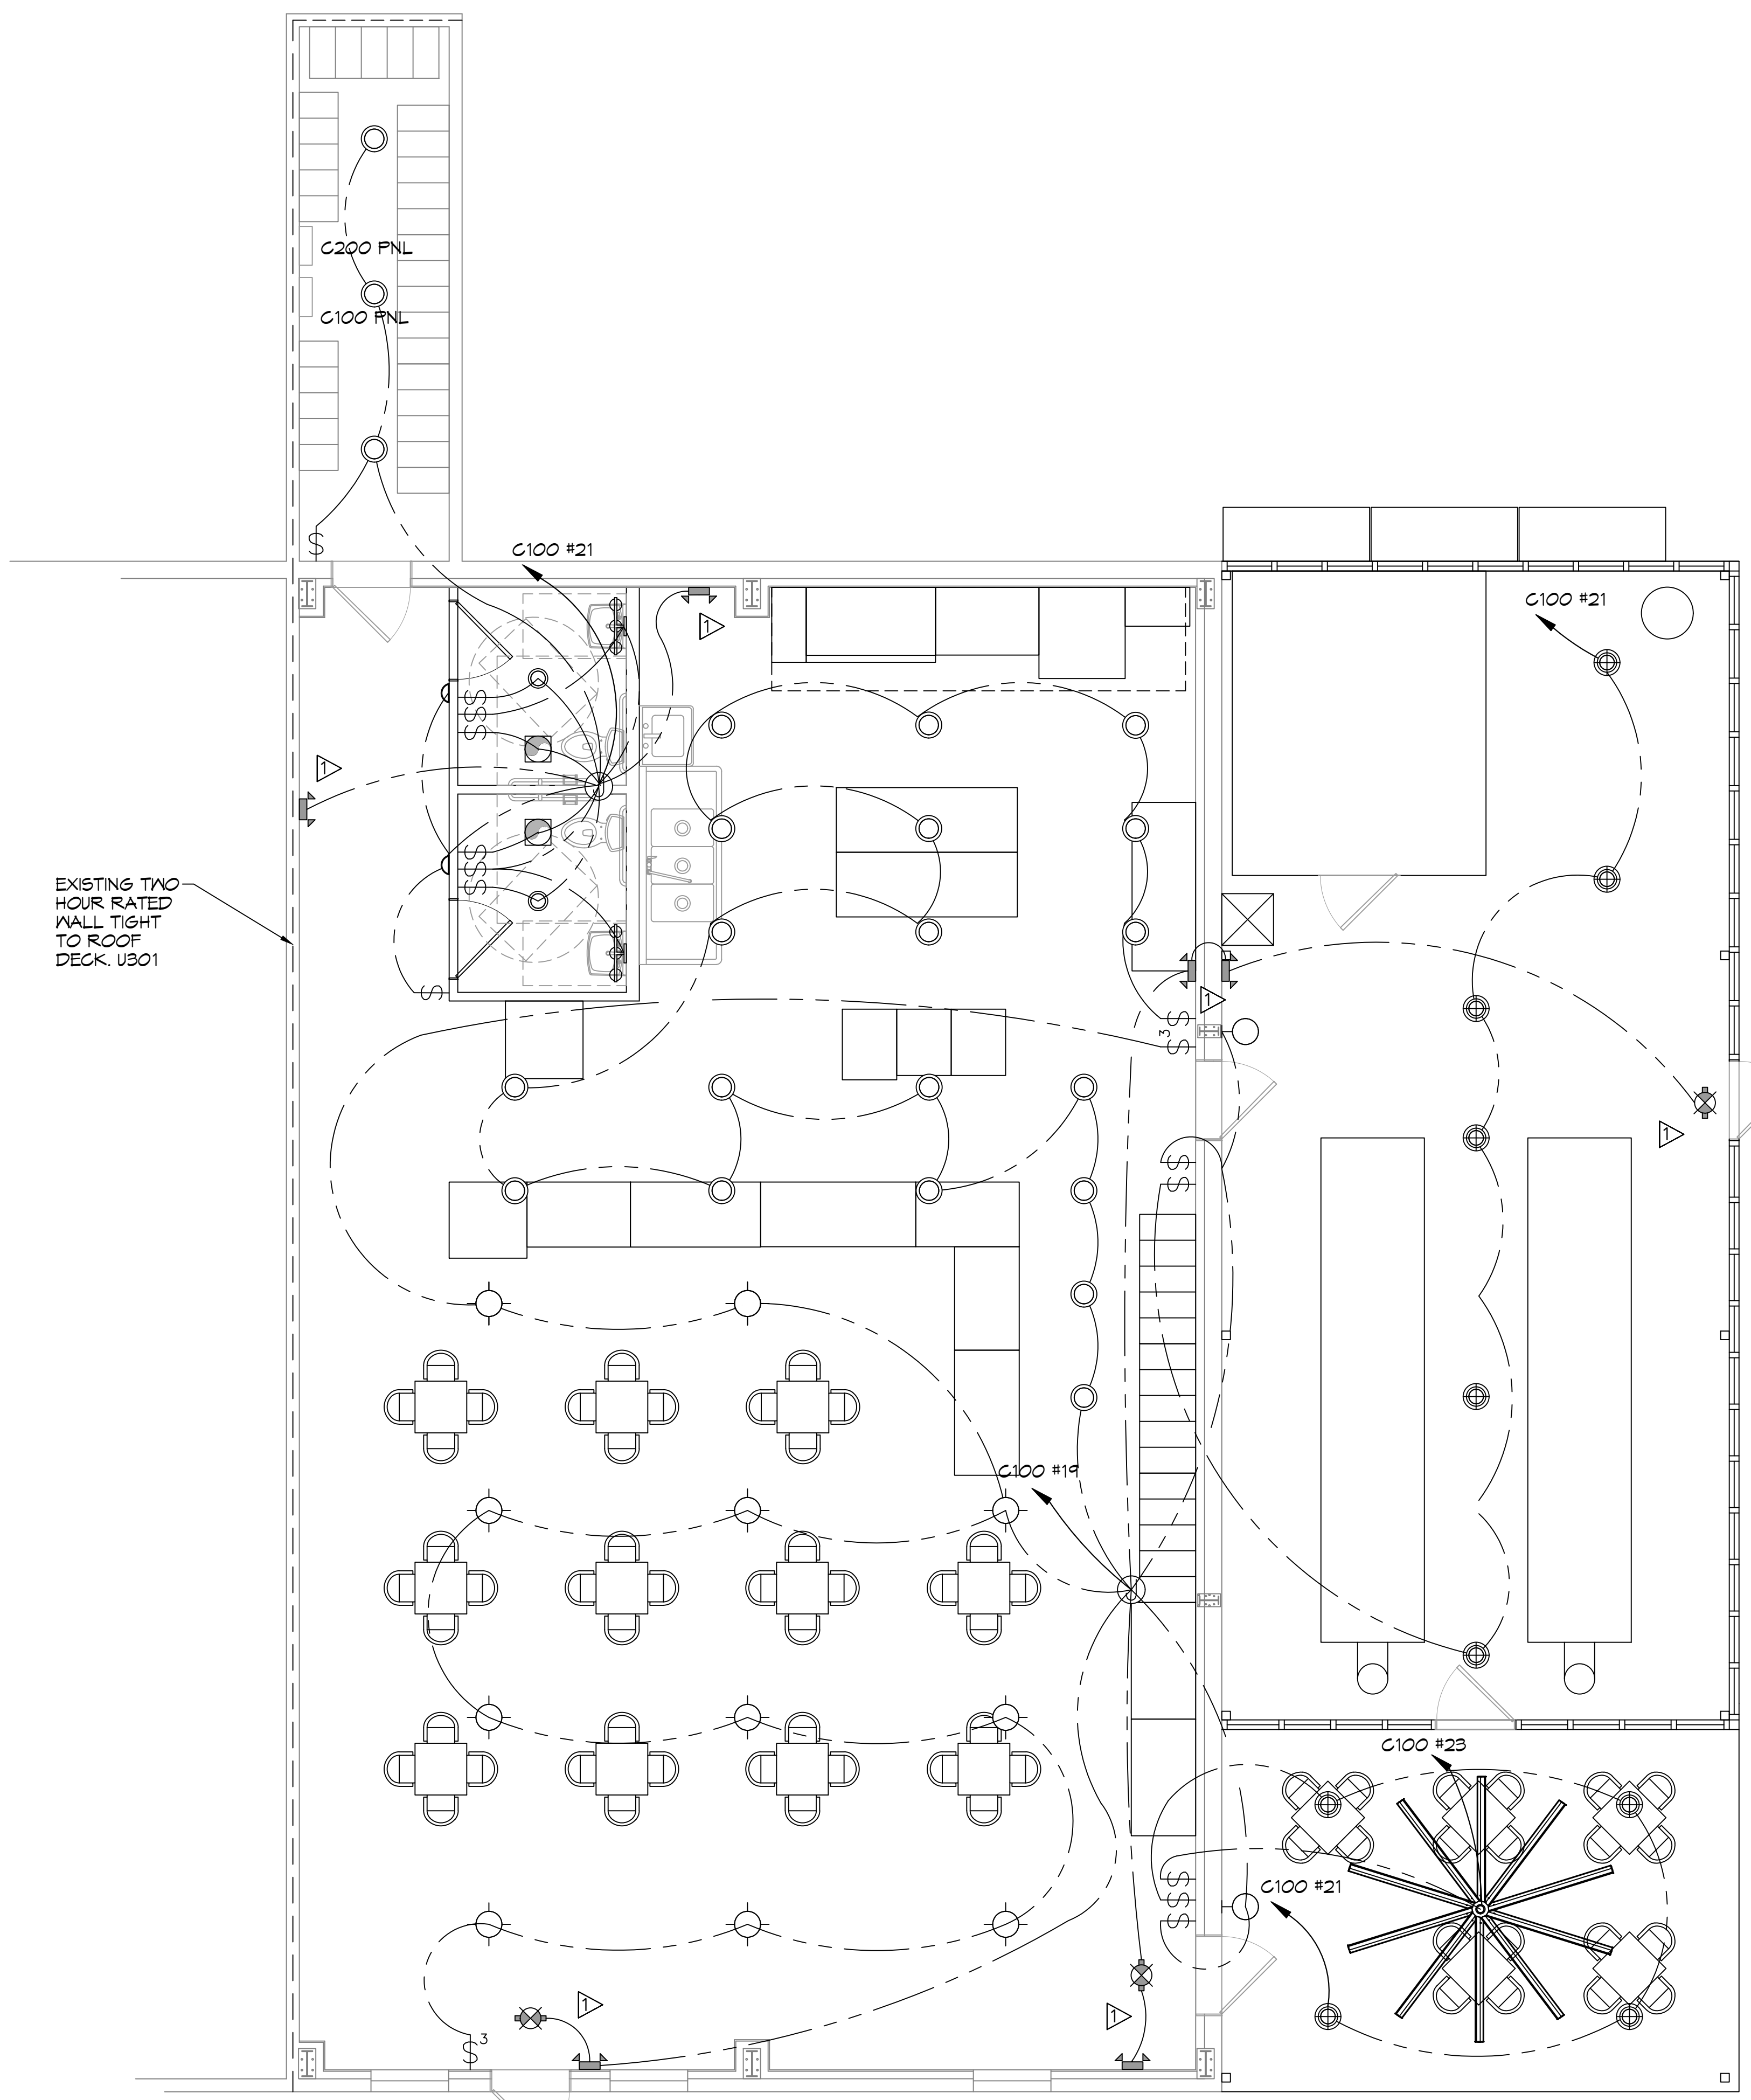 C200 PNL
C100 PNL
S
C100 #21
C100 #21
1
S
S
S
1
S
S
S
EXISTING TWO
HOUR RATED
WALL TIGHT
TO ROOF
DECK. U301
S
1
S
3
S
1
S
S
C100 #19
C100 #23
S
S
S
C100 #21
1
1
S 3